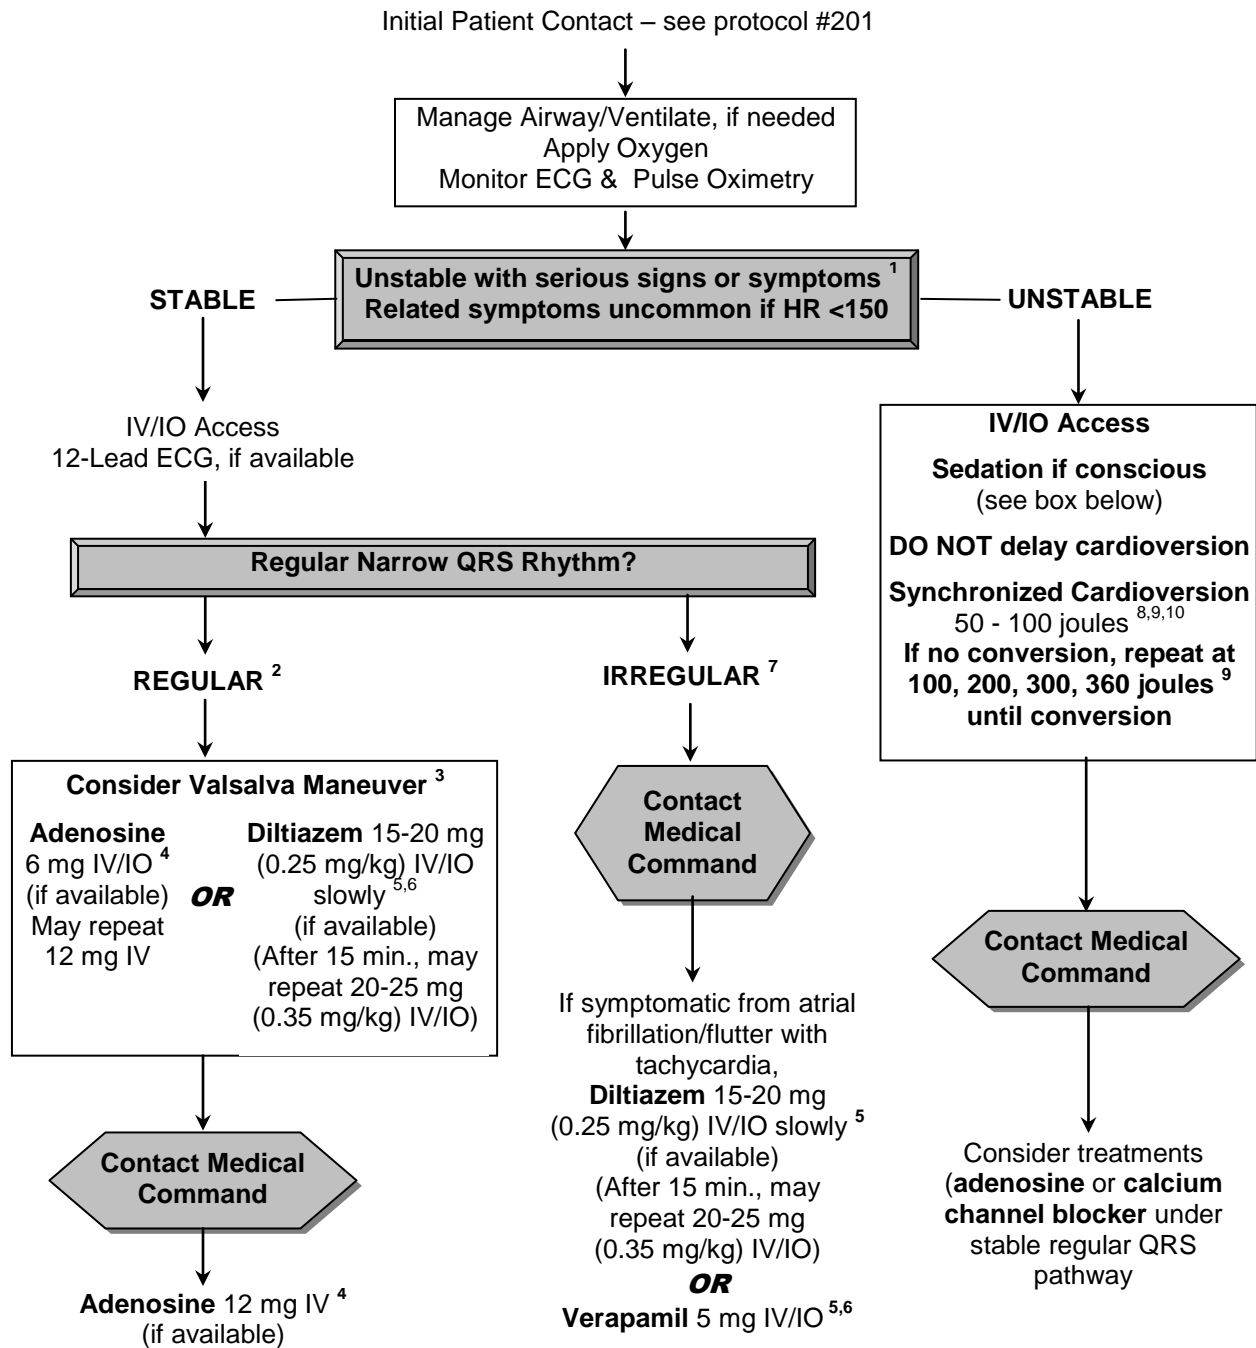 Initial Patient Contact – see protocol #201
Manage Airway/Ventilate, if needed
Apply Oxygen
Monitor ECG & Pulse Oximetry
Unstable with serious signs or symptoms 1
Related symptoms uncommon if HR <150
STABLE
UNSTABLE
IV/IO Access
12-Lead ECG, if available
Regular Narrow QRS Rhythm?
REGULAR 2
Consider Valsalva Maneuver 3
Adenosine
6 mg IV/IO 4
(if available)
May repeat
12 mg IV
OR
Diltiazem 15-20 mg
(0.25 mg/kg) IV/IO
slowly 5,6
(if available)
(After 15 min., may
repeat 20-25 mg
(0.35 mg/kg) IV/IO)
Contact Medical
Command
Adenosine 12 mg IV 4
(if available)
IRREGULAR 7
Contact
Medical
Command
If symptomatic from atrial
fibrillation/flutter with
tachycardia,
Diltiazem 15-20 mg
(0.25 mg/kg) IV/IO slowly 5
(if available)
(After 15 min., may
repeat 20-25 mg
(0.35 mg/kg) IV/IO)
OR
Verapamil 5 mg IV/IO 5,6
IV/IO Access
Sedation if conscious
(see box below)
DO NOT delay cardioversion
Synchronized Cardioversion
50 - 100 joules 8,9,10
If no conversion, repeat at
100, 200, 300, 360 joules 9
until conversion
Contact Medical
Command
Consider treatments
(adenosine or calcium
channel blocker under
stable regular QRS
pathway